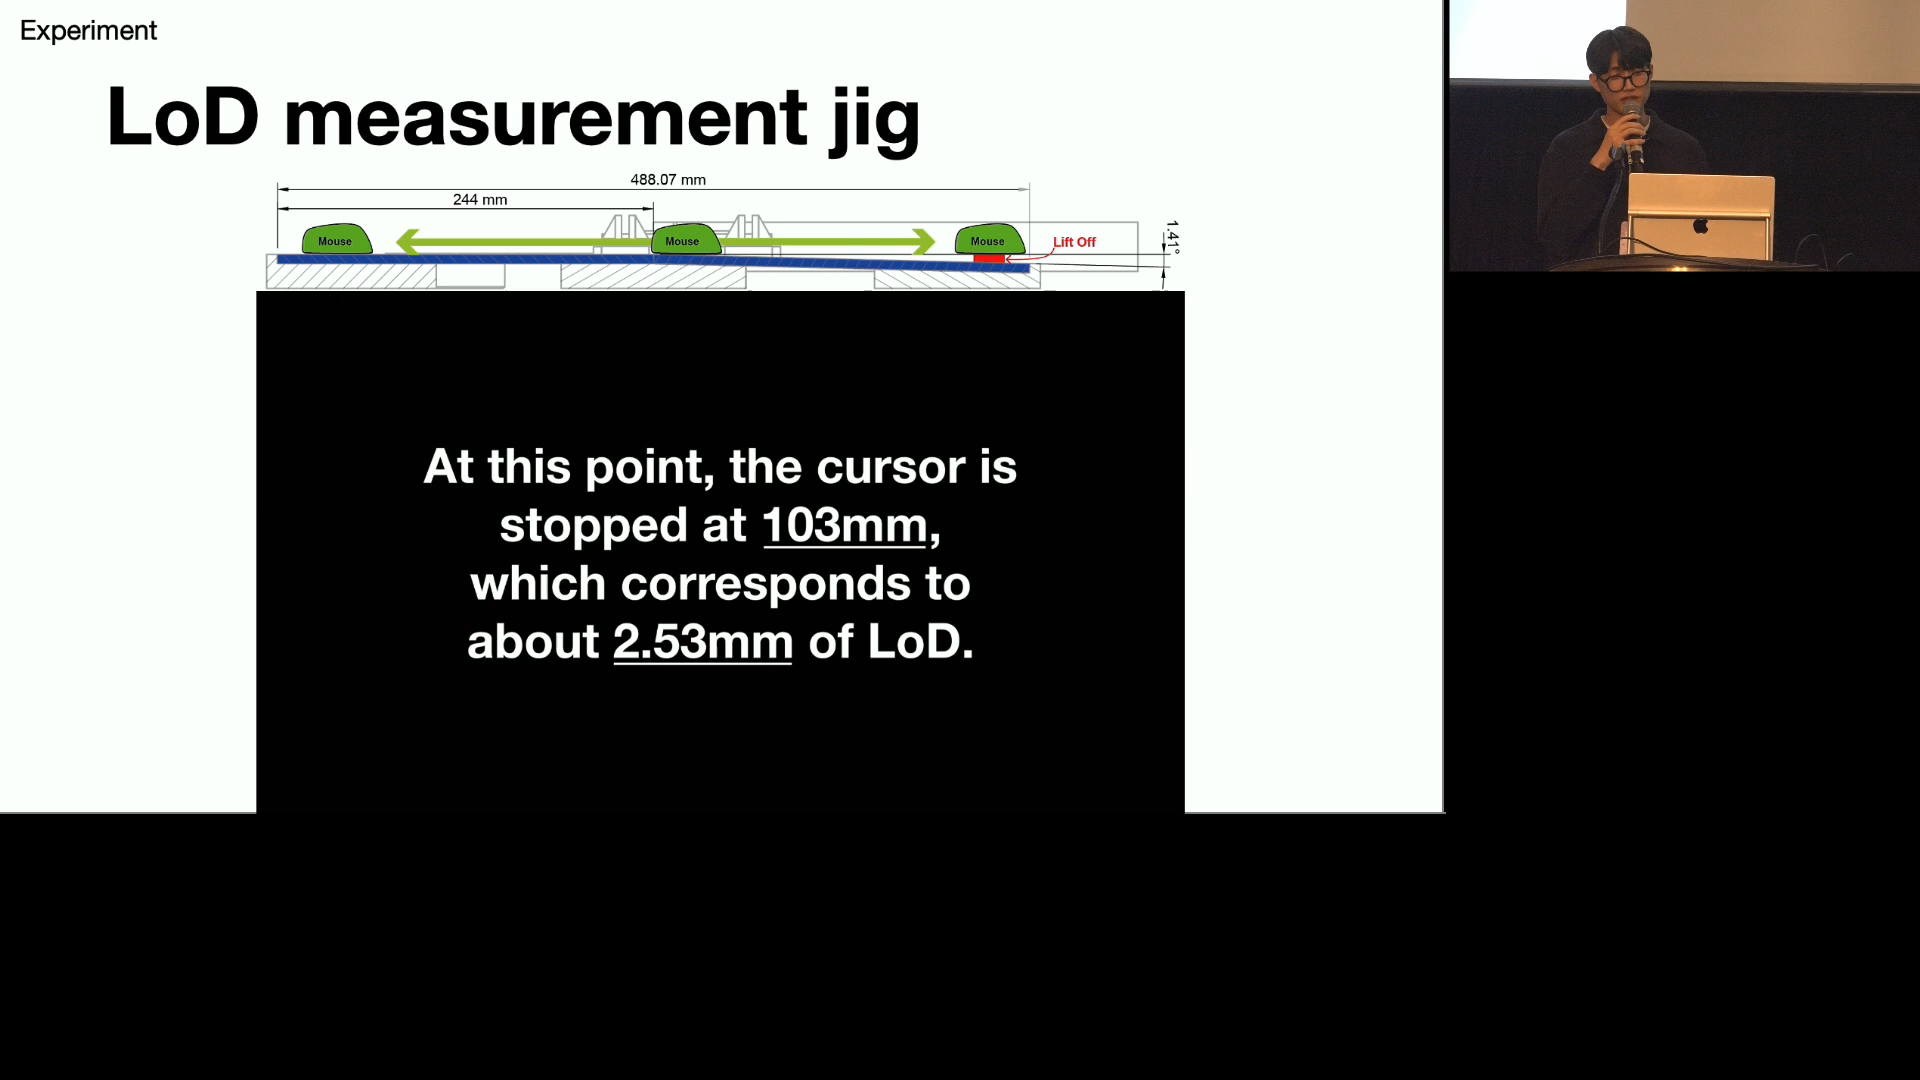 Experiment
LoD measurement jig
488.07 mm
244 mm
Mouse
Mouse
Mouse
Lift Off
1.41°
At this point, the cursor is
stopped at 103mm,
which corresponds to
about 2.53mm of LoD.